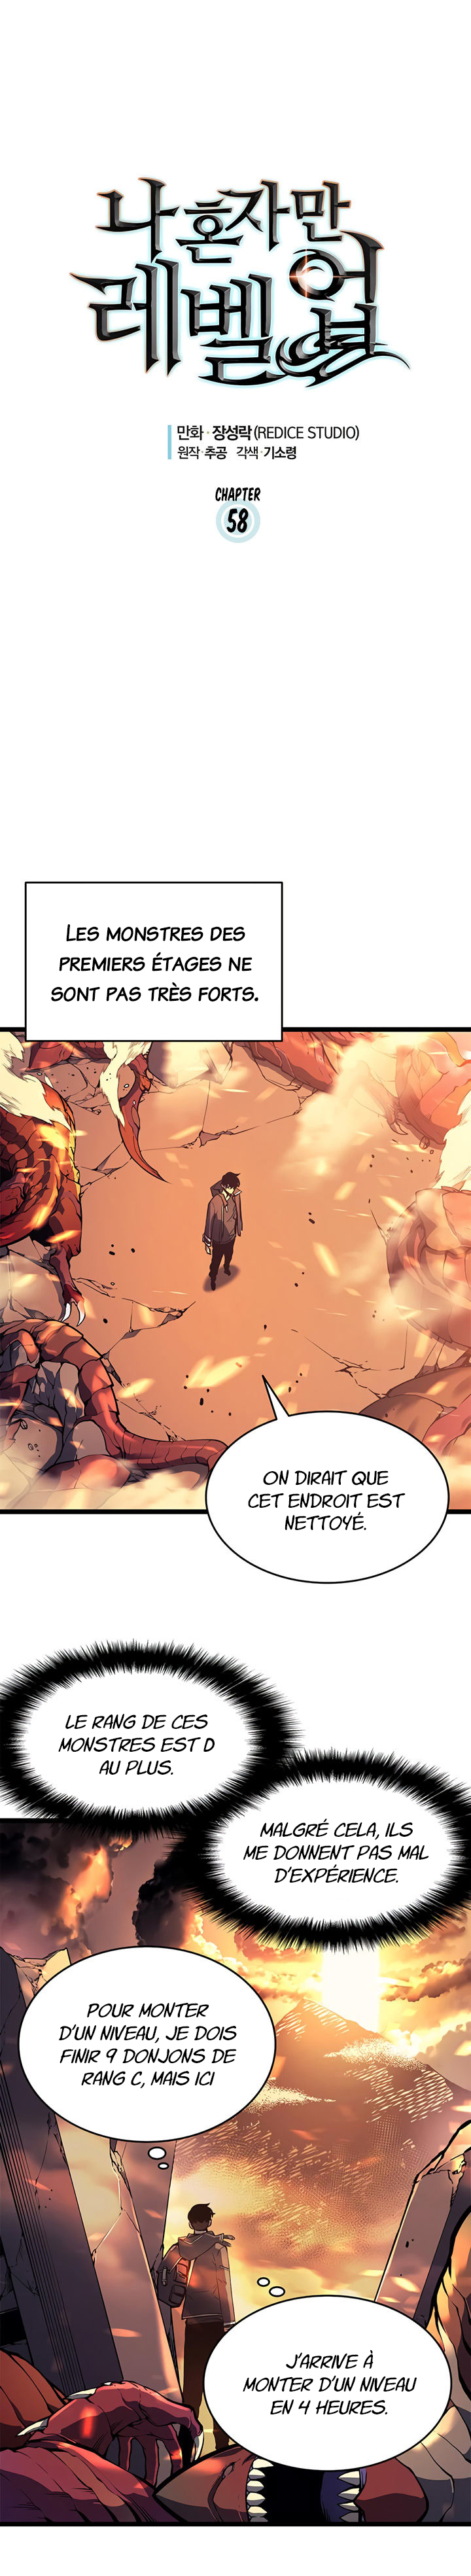 나 혼자만
레벨업
만화·장성락(REDICE STUDIO)
원작·추공 각색·기소령
CHAPTER
58
LES MONSTRES DES
PREMIERS ÉTAGES NE
SONT PAS TRÈS FORTS.
ON DIRAIT QUE
CET ENDROIT EST
NETTOYÉ.
LE RANG DE CES
MONSTRES EST D
AU PLUS.
MALGRÉ CELA, ILS
ME DONNENT PAS MAL
D'EXPÉRIENCE.
POUR MONTER
D'UN NIVEAU, JE DOIS
FINIR 9 DONJONS DE
RANG C, MAIS ICI
J'ARRIVE À
MONTER D'UN NIVEAU
EN 4 HEURES.